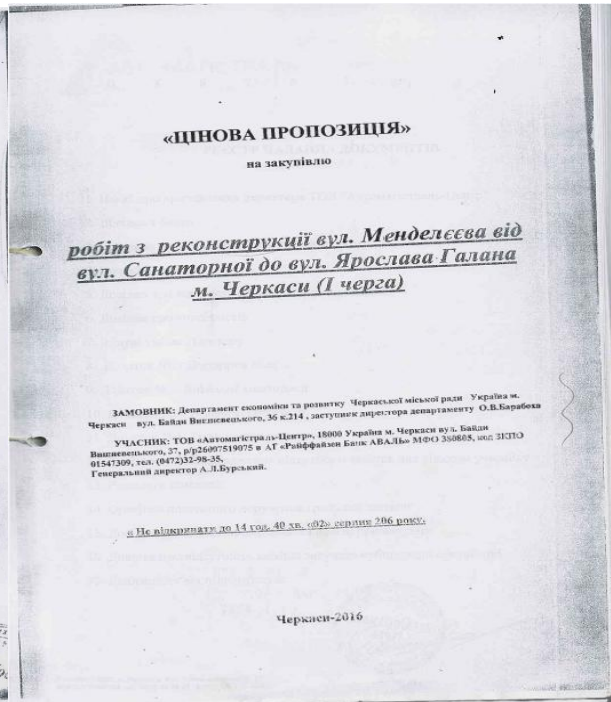 «ЦІНОВА ПРОПОЗИЦІЯ»
на закупівлю
робіт з реконструкції вул. Менделєєва від
вул. Санаторної до вул. Ярослава Галана
м. Черкаси (І черга)
ЗАМОВНИК: Департамент економіки та розвитку Черкаської міської ради Україна м.
Черкаси вул. Байди Вишневецького, 36 к.214 , заступник директора департаменту О.В.Барабоха
УЧАСНИК: ТОВ «Автомагістраль-Центр», 18000 Україна м. Черкаси вул. Байди
Вишневецького, 37, р/р26097519075 в АТ «Райффайзен Банк АВАЛЬ» МФО 380805, код ЗКПО
01547309, тел. (0472)32-98-35,
Генеральний директор А.Л.Бурський.
« Не відкривати до 14 год. 40 хв. «02» серпня 206 року.
Черкаси-2016